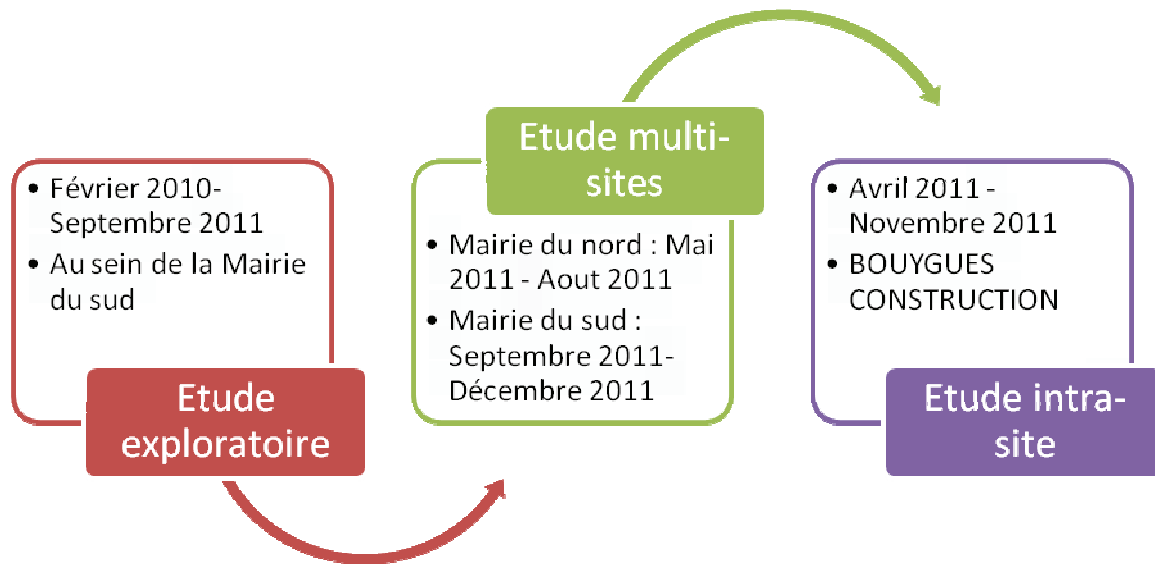 • Février 2010-
Septembre 2011
• Au sein de la Mairie
du sud
Etude
exploratoire
Etude multi-
sites
• Mairie du nord : Mai
2011 - Aout 2011
• Mairie du sud :
Septembre 2011-
Décembre 2011
• Avril 2011 -
Novembre 2011
• BOUYGUES
CONSTRUCTION
Etude intra-
site